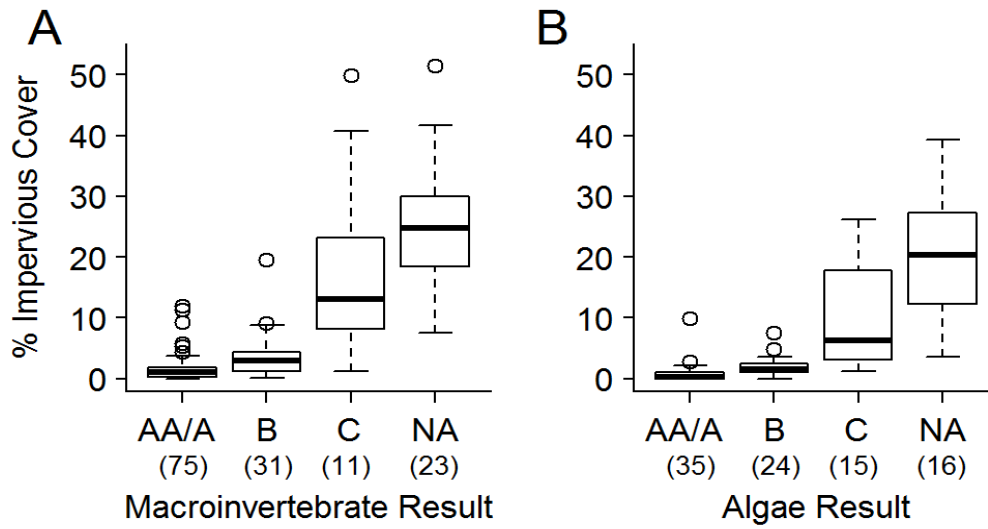 A
B
% Impervious Cover
50
40
30
20
10
0
AA/A B C NA
(75) (31) (11) (23)
Macroinvertebrate Result
50
40
30
20
10
0
AA/A B C NA
(35) (24) (15) (16)
Algae Result